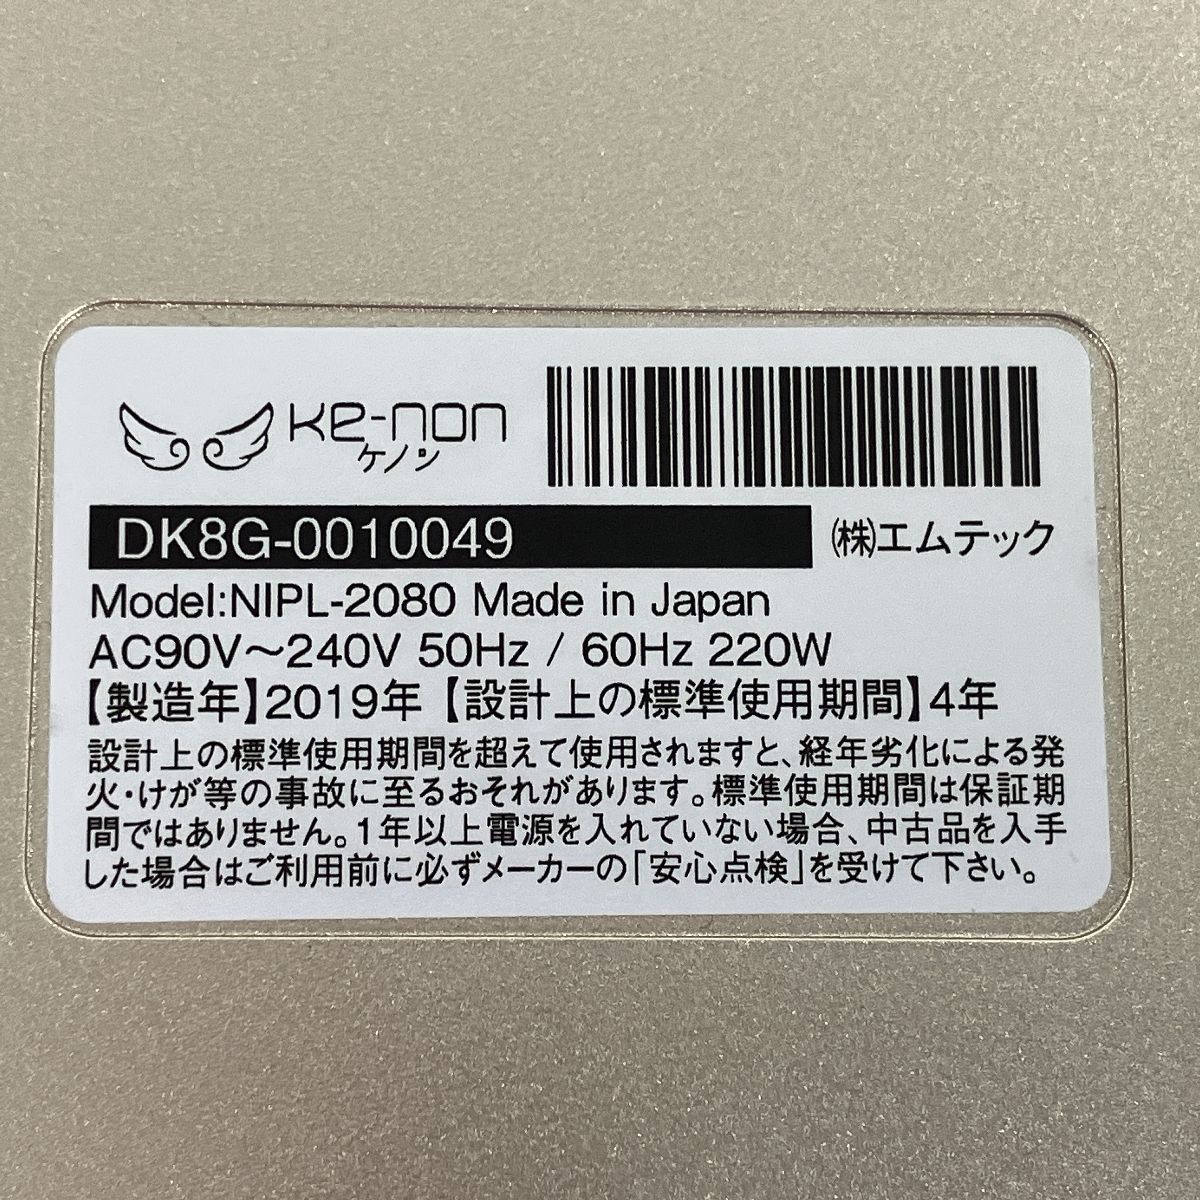 Ke-non
ケノン
DK8G-0010049
㈱エムテック
Model:NIPL-2080 Made in Japan
AC90V～240V 50Hz / 60Hz 220W
【製造年】2019年【設計上の標準使用期間】4年
設計上の標準使用期間を超えて使用されますと、経年劣化による発
火・けが等の事故に至るおそれがあります。標準使用期間は保証期
間ではありません。1年以上電源を入れていない場合、中古品を入手
した場合はご利用前に必ずメーカーの「安心点検」を受けて下さい。